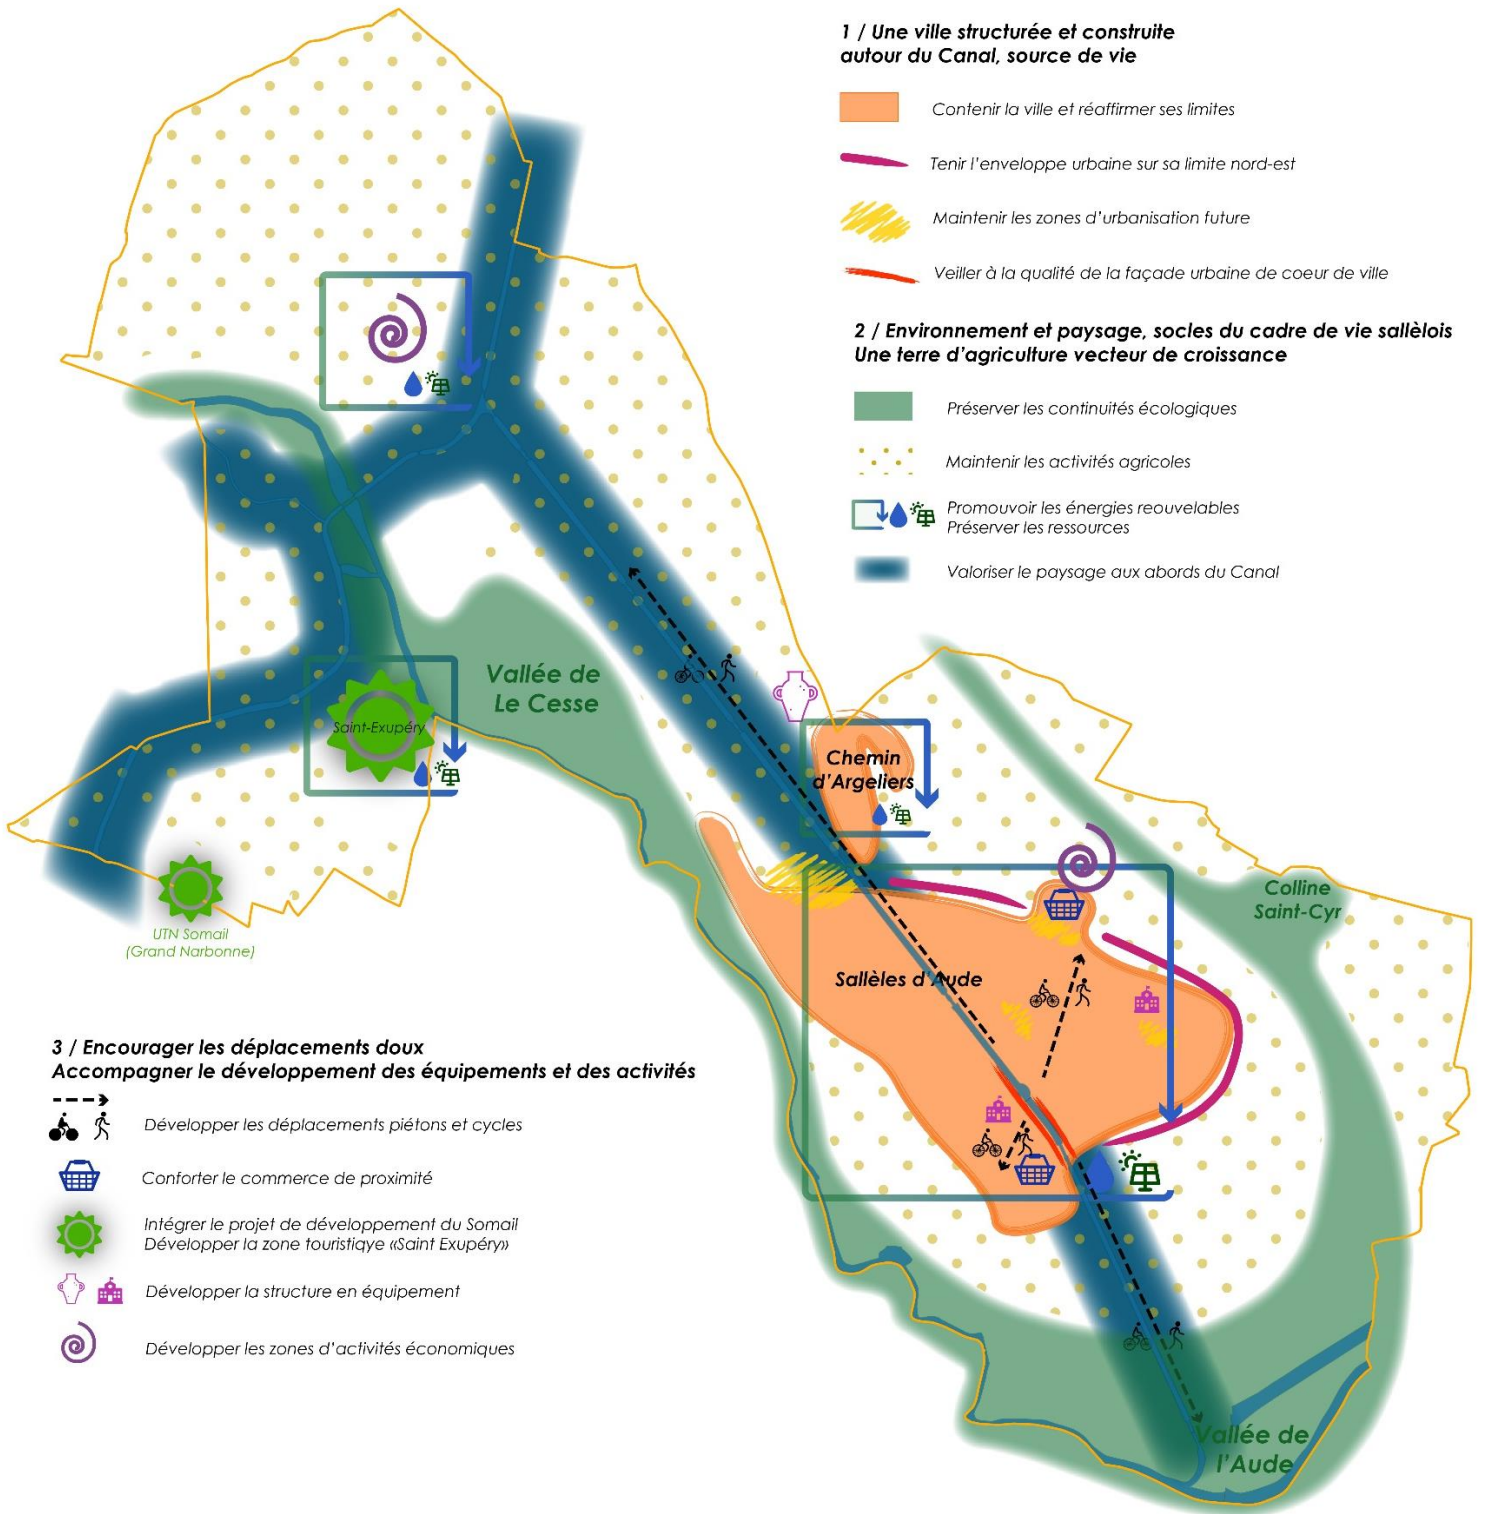 1 / Une ville structurée et construite
autour du Canal, source de vie
Contenir la ville et réaffirmer ses limites
Tenir l'enveloppe urbaine sur sa limite nord-est
Maintenir les zones d'urbanisation future
Veiller à la qualité de la façade urbaine de coeur de ville
2 / Environnement et paysage, socles du cadre de vie sallèlois
Une terre d'agriculture vecteur de croissance
Préserver les continuités écologiques
Maintenir les activités agricoles
Promouvoir les énergies reouvelables
Préserver les ressources
Valoriser le paysage aux abords du Canal
Vallée de
Le Cesse
Saint-Exupéry
Chemin
d'Argeliers
Colline
Saint-Cyr
UTN Somail
(Grand Narbonne)
Sallèles d'Aude
3 / Encourager les déplacements doux
Accompagner le développement des équipements et des activités
Développer les déplacements piétons et cycles
Conforter le commerce de proximité
Intégrer le projet de développement du Somail
Développer la zone touristiqye «Saint Exupéry»
Développer la structure en équipement
Développer les zones d'activités économiques
Vallée de
l'Aude